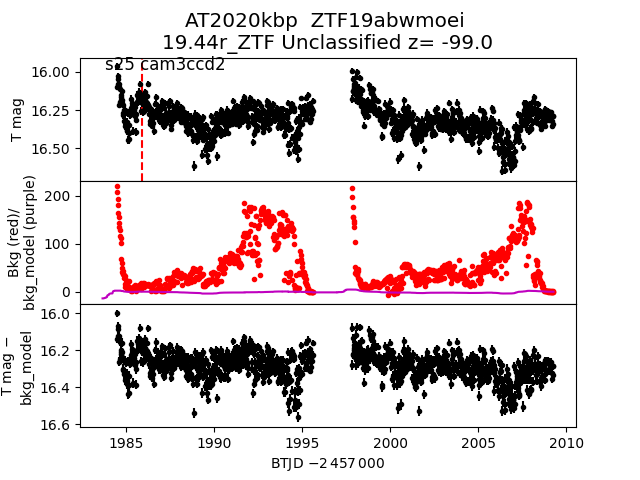 AT2020kbp  ZTF19abwmoei
19.44r_ZTF Unclassified z= -99.0
s25 cam3ccd2
16.00
16.25
16.50
T mag
200
100
0
Bkg (red)/
bkg_model (purple)
16.0
16.2
16.4
16.6
T mag −
bkg_model
1985 1990 1995 2000 2005 2010
BTJD −2 457 000